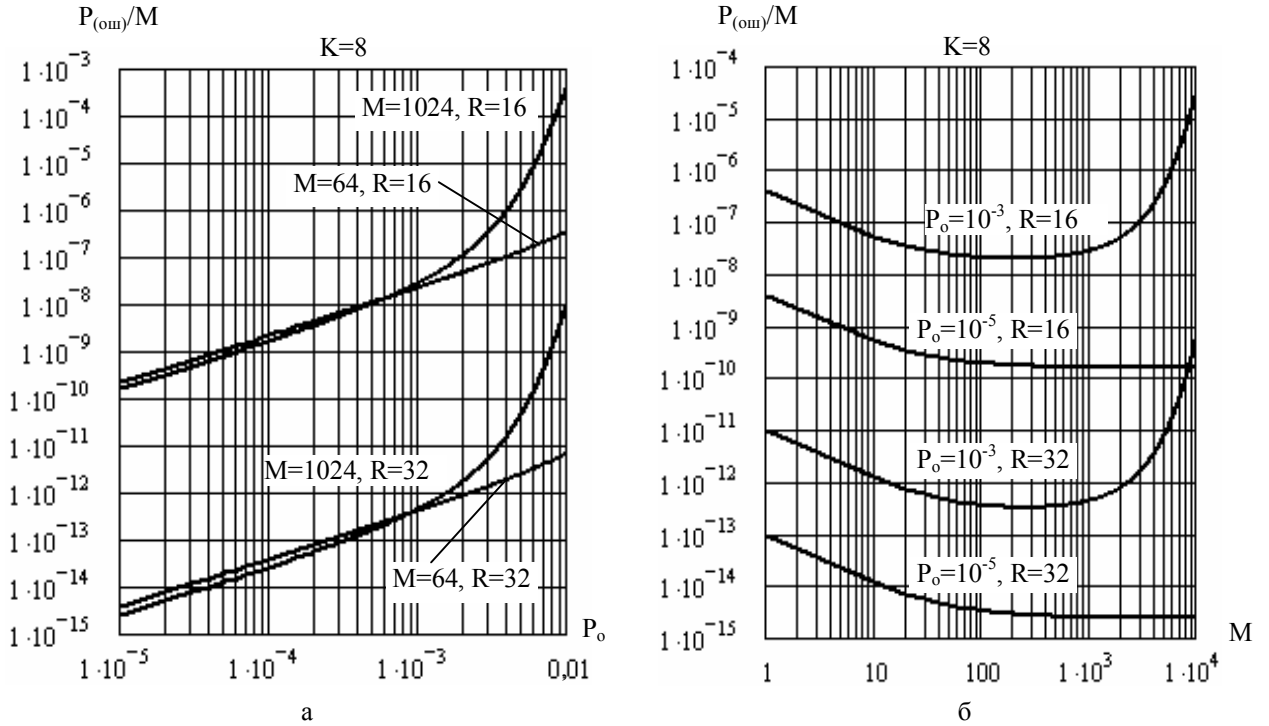 P(ош)/M
K=8
1·10⁻³
1·10⁻⁴
1·10⁻⁵
1·10⁻⁶
1·10⁻⁷
1·10⁻⁸
1·10⁻⁹
1·10⁻¹⁰
1·10⁻¹¹
1·10⁻¹²
1·10⁻¹³
1·10⁻¹⁴
1·10⁻¹⁵
M=1024, R=16
M=64, R=16
M=1024, R=32
M=64, R=32
Pо
1·10⁻⁵
1·10⁻⁴
1·10⁻³
0,01
а
P(ош)/M
K=8
1·10⁻⁴
1·10⁻⁵
1·10⁻⁶
1·10⁻⁷
1·10⁻⁸
1·10⁻⁹
1·10⁻¹⁰
1·10⁻¹¹
1·10⁻¹²
1·10⁻¹³
1·10⁻¹⁴
1·10⁻¹⁵
Pо=10⁻³, R=16
Pо=10⁻⁵, R=16
Pо=10⁻³, R=32
Pо=10⁻⁵, R=32
M
1
10
100
1·10³
1·10⁴
б